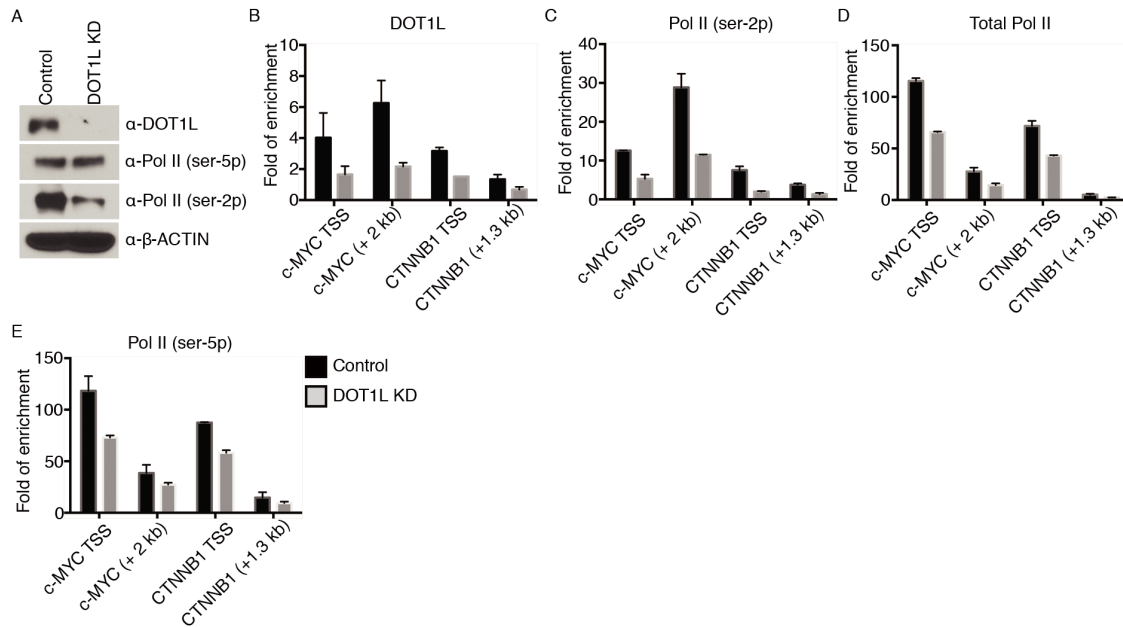 A
Control
DOT1L KD
α-DOT1L
α-Pol II (ser-5p)
α-Pol II (ser-2p)
α-β-ACTIN
B
DOT1L
Fold of enrichment
10
8
6
4
2
0
c-MYC TSS
c-MYC (+ 2 kb)
CTNNB1 TSS
CTNNB1 (+1.3 kb)
C
Pol II (ser-2p)
Fold of enrichment
40
30
20
10
0
c-MYC TSS
c-MYC (+ 2 kb)
CTNNB1 TSS
CTNNB1 (+1.3 kb)
D
Total Pol II
Fold of enrichment
150
100
50
0
c-MYC TSS
c-MYC (+ 2 kb)
CTNNB1 TSS
CTNNB1 (+1.3 kb)
E
Pol II (ser-5p)
Fold of enrichment
150
100
50
0
c-MYC TSS
c-MYC (+ 2 kb)
CTNNB1 TSS
CTNNB1 (+1.3 kb)
Control
DOT1L KD